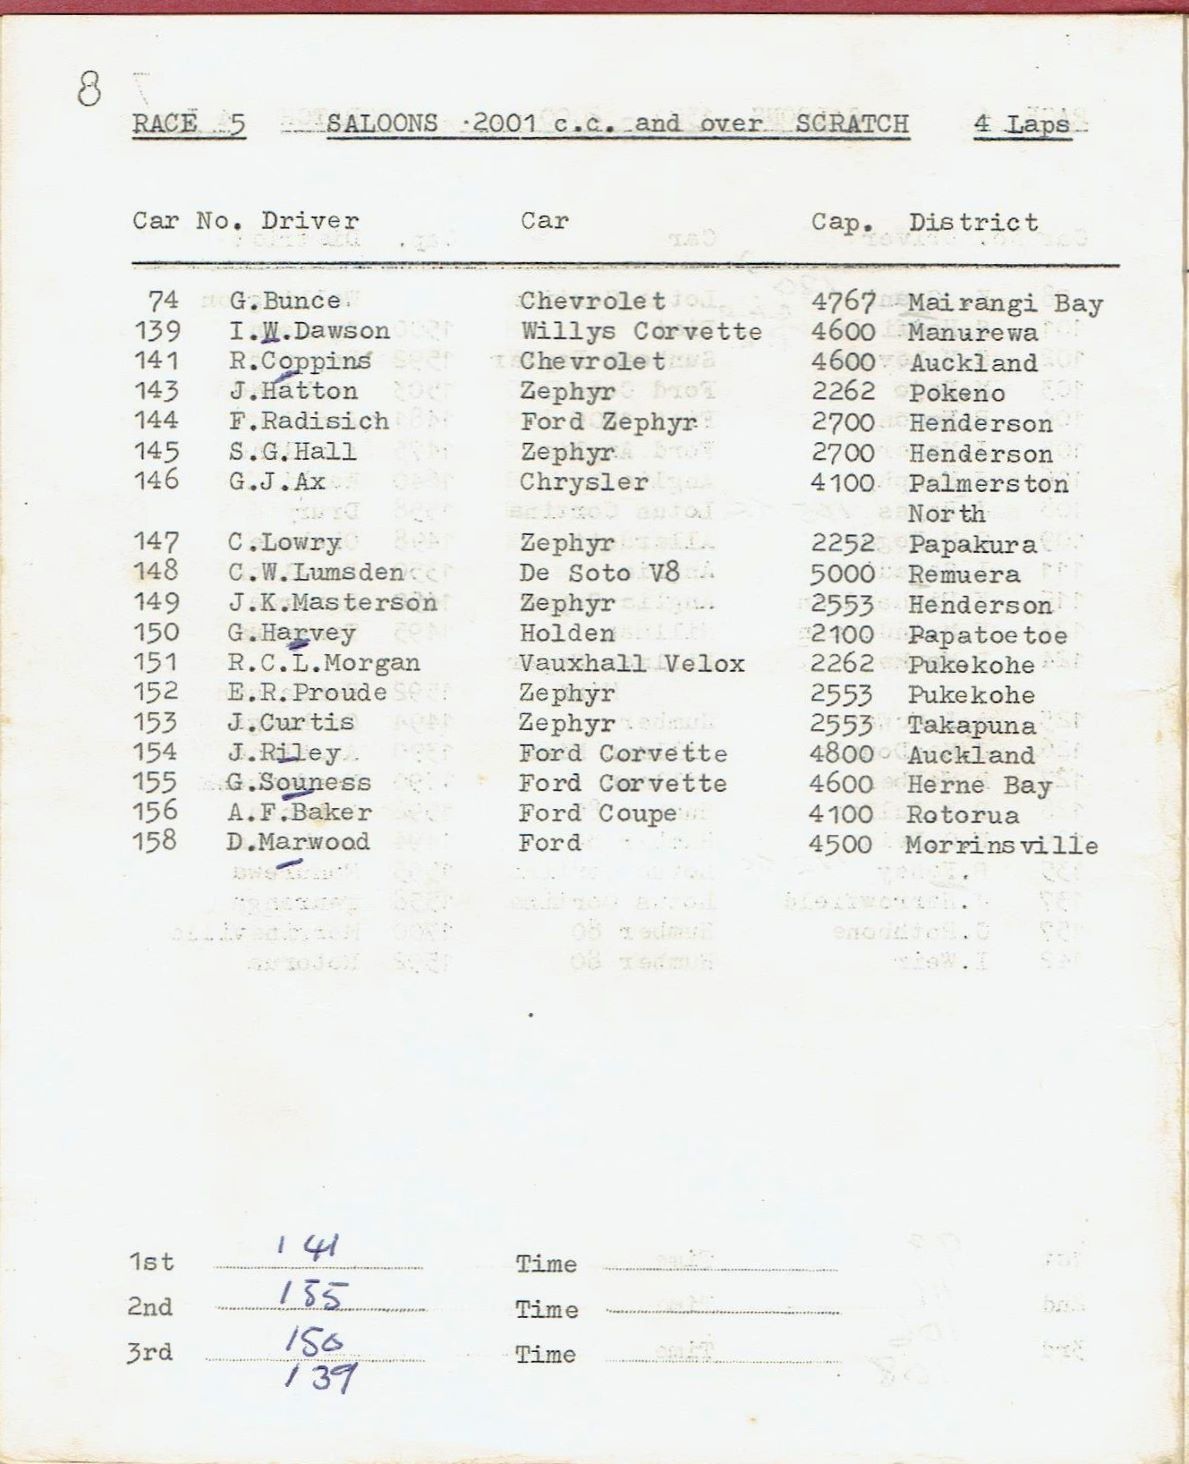 8
RACE 5 SALOONS 2001 c.c. and over SCRATCH 4 Laps
Car No. Driver Car Cap. District
74 G.Bunce Chevrolet 4767 Mairangi Bay
139 I.W.Dawson Willys Corvette 4600 Manurewa
141 R.Coppins Chevrolet 4600 Auckland
143 J.Hatton Zephyr 2262 Pokeno
144 F.Radisich Ford Zephyr 2700 Henderson
145 S.G.Hall Zephyr 2700 Henderson
146 G.J.Ax Chrysler 4100 Palmerston
North
147 C.Lowry Zephyr 2252 Papakura
148 C.W.Lumsden De Soto V8 5000 Remuera
149 J.K.Masterson Zephyr 2553 Henderson
150 G.Harvey Holden 2100 Papatoetoe
151 R.C.L.Morgan Vauxhall Velox 2262 Pukekohe
152 E.R.Proude Zephyr 2553 Pukekohe
153 J.Curtis Zephyr 2553 Takapuna
154 J.Riley Ford Corvette 4800 Auckland
155 G.Souness Ford Corvette 4600 Herne Bay
156 A.F.Baker Ford Coupe 4100 Rotorua
158 D.Marwood Ford 4500 Morrinsville
1st 141 Time
2nd 155 Time
3rd 150 Time
139